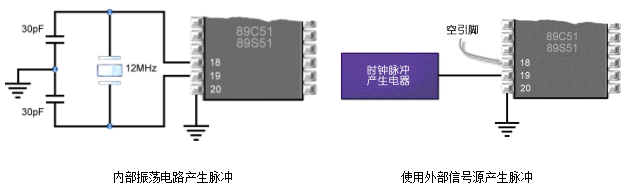 30pF
12MHz
30pF
89C51
89S51
18
19
20
内部振荡电路产生脉冲
空引脚
时钟脉冲
产生电器
89C51
89S51
18
19
20
使用外部信号源产生脉冲